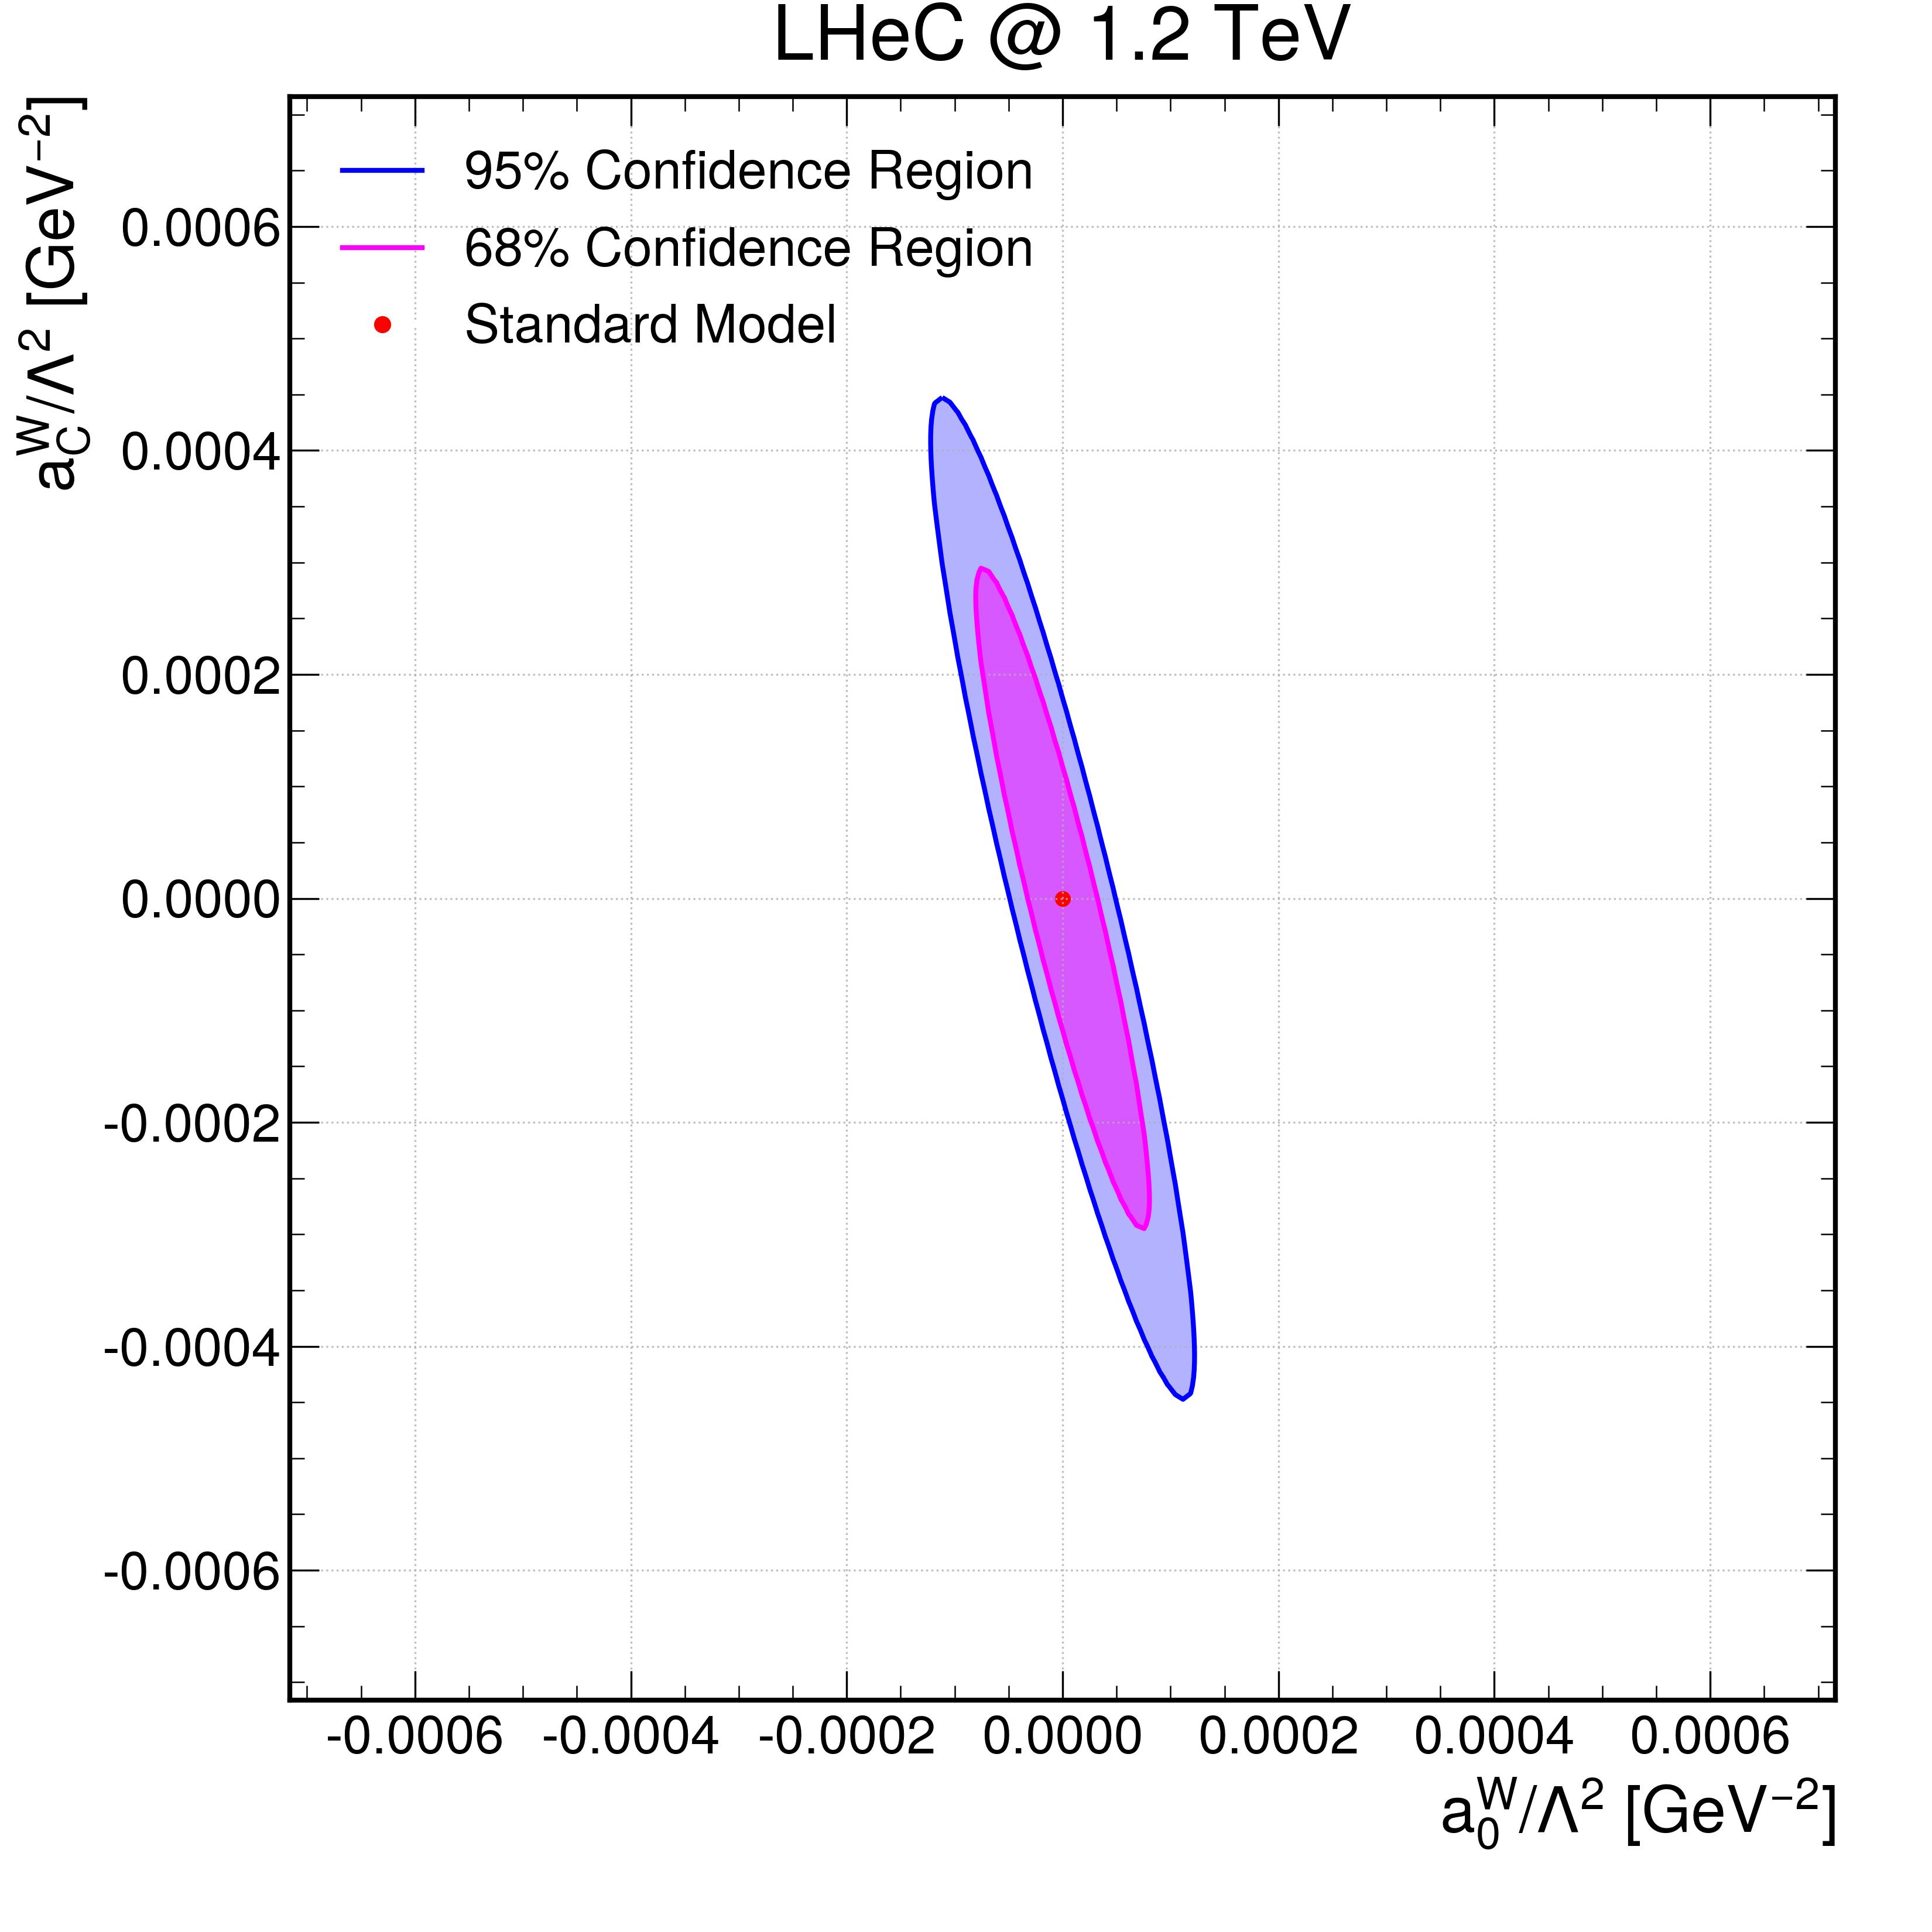 LHeC @ 1.2 TeV
a_C^W/Λ^2 [GeV^−2]
95% Confidence Region
68% Confidence Region
Standard Model
0.0006
0.0004
0.0002
0.0000
-0.0002
-0.0004
-0.0006
-0.0006 -0.0004 -0.0002 0.0000 0.0002 0.0004 0.0006
a_0^W/Λ^2 [GeV^−2]